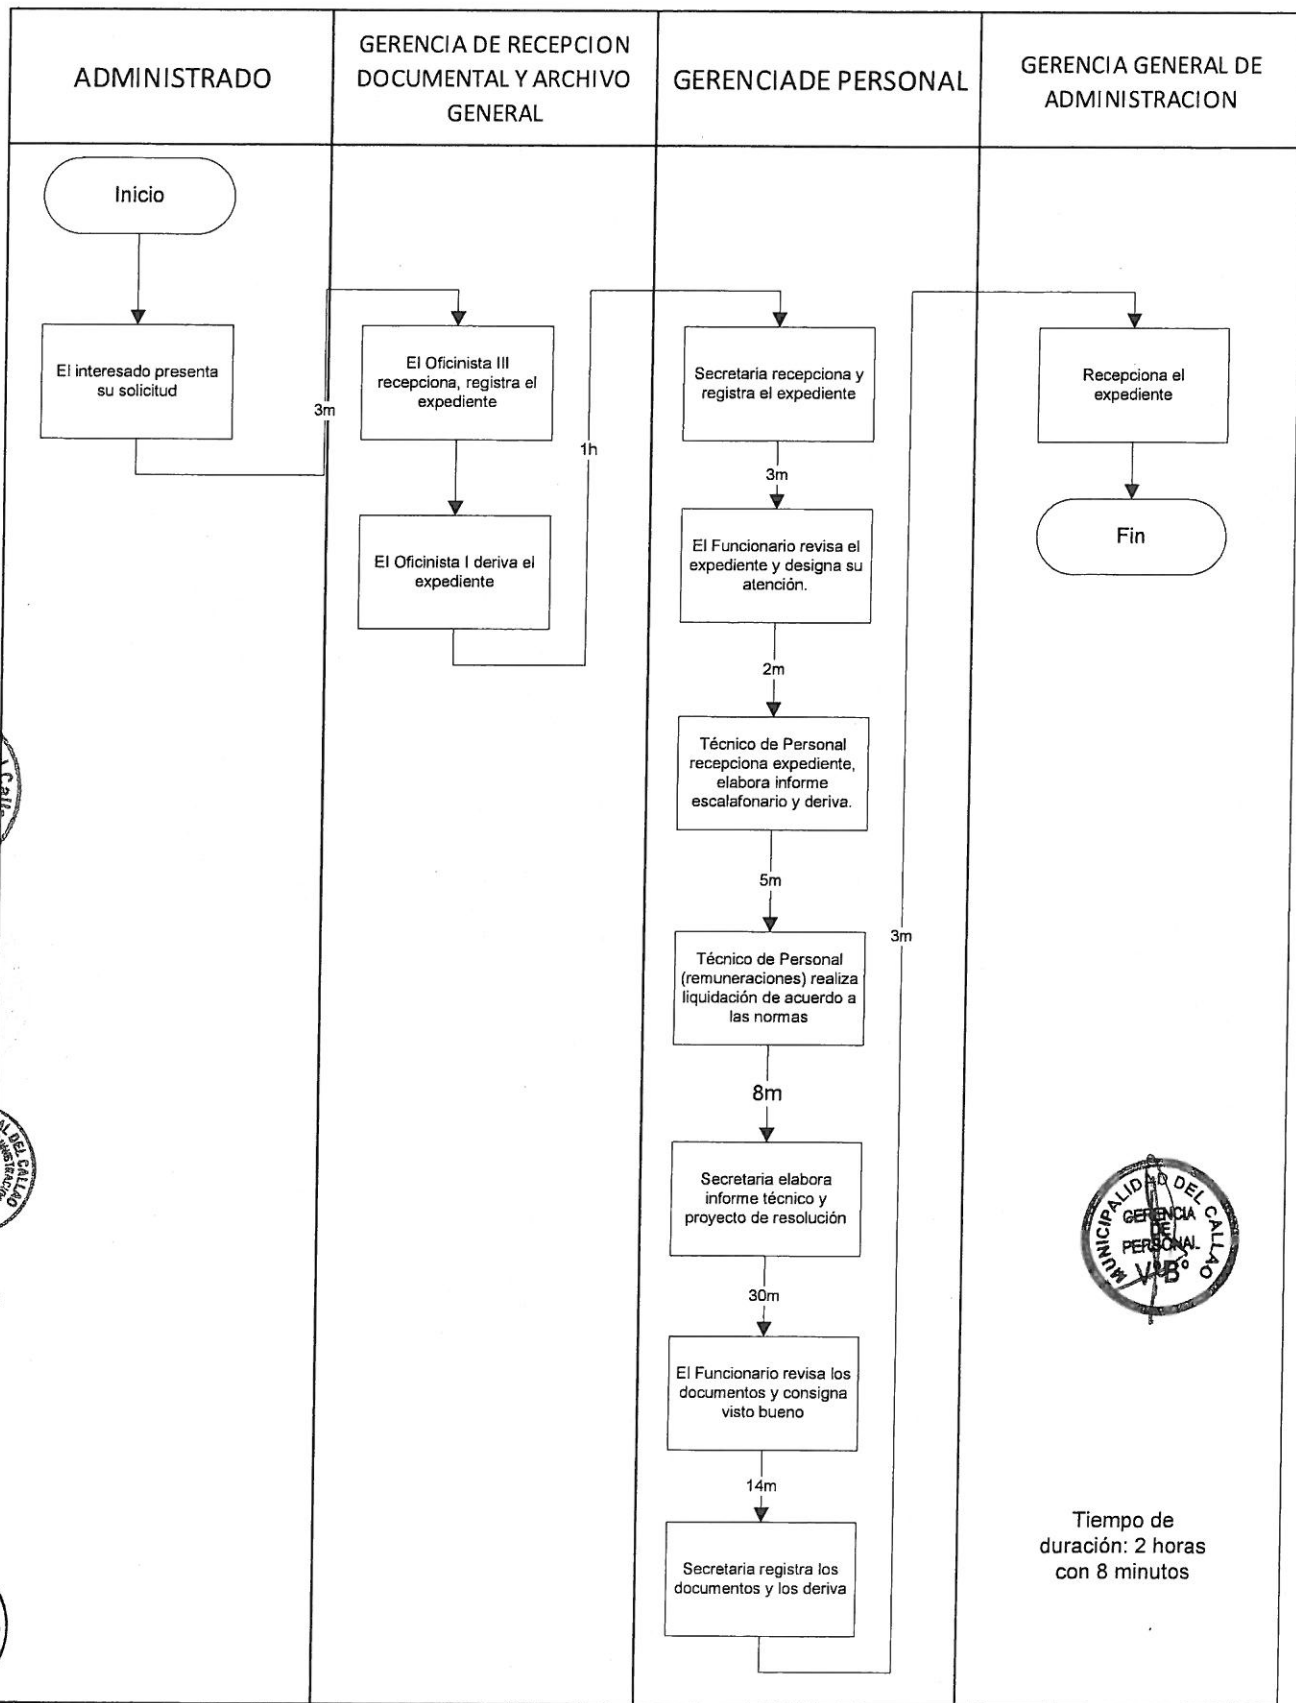 ADMINISTRADO
GERENCIA DE RECEPCION
DOCUMENTAL Y ARCHIVO
GENERAL
GERENCIADE PERSONAL
GERENCIA GENERAL DE
ADMINISTRACION
Inicio
El interesado presenta
su solicitud
3m
El Oficinista III
recepciona, registra el
expediente
El Oficinista I deriva el
expediente
1h
Secretaria recepciona y
registra el expediente
3m
El Funcionario revisa el
expediente y designa su
atención.
2m
Técnico de Personal
recepciona expediente,
elabora informe
escalafonario y deriva.
5m
Técnico de Personal
(remuneraciones) realiza
liquidación de acuerdo a
las normas
8m
Secretaria elabora
informe técnico y
proyecto de resolución
30m
El Funcionario revisa los
documentos y consigna
visto bueno
14m
Secretaria registra los
documentos y los deriva
3m
Recepciona el
expediente
Fin
MUNICIPALIDAD DEL CALLAO
GERENCIA
DE
PERSONAL
V°B°
Tiempo de
duración: 2 horas
con 8 minutos
DEL CALLAO